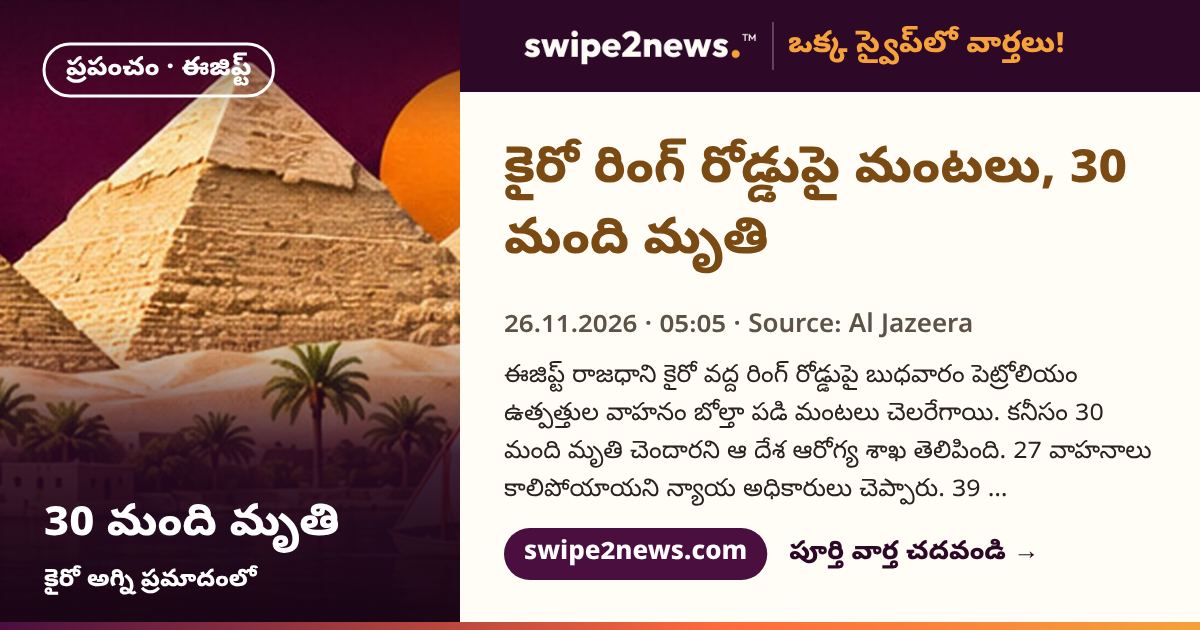 ప్రపంచం · ఈజిప్ట్
30 మంది మృతి
కైరో అగ్ని ప్రమాదంలో
swipe2news.™
ఒక్క స్వైప్‌లో వార్తలు!
కైరో రింగ్ రోడ్డుపై మంటలు, 30
మంది మృతి
26.11.2026 · 05:05 · Source: Al Jazeera
ఈజిప్ట్ రాజధాని కైరో వద్ద రింగ్ రోడ్డుపై బుధవారం పెట్రోలియం
ఉత్పత్తుల వాహనం బోల్తా పడి మంటలు చెలరేగాయి. కనీసం 30
మంది మృతి చెందారని ఆ దేశ ఆరోగ్య శాఖ తెలిపింది. 27 వాహనాలు
కాలిపోయాయని న్యాయ అధికారులు చెప్పారు. 39 ...
swipe2news.com
పూర్తి వార్త చదవండి →